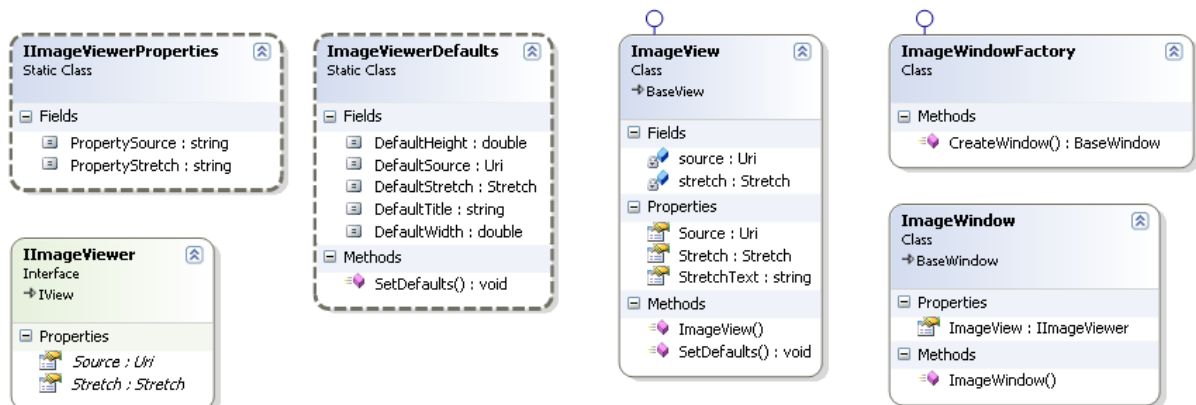 IImageViewerProperties
Static Class
Fields
PropertySource : string
PropertyStretch : string
IImageViewer
Interface
IView
Properties
Source : Uri
Stretch : Stretch
ImageViewerDefaults
Static Class
Fields
DefaultHeight : double
DefaultSource : Uri
DefaultStretch : Stretch
DefaultTitle : string
DefaultWidth : double
Methods
SetDefaults() : void
ImageView
Class
BaseView
Fields
source : Uri
stretch : Stretch
Properties
Source : Uri
Stretch : Stretch
StretchText : string
Methods
ImageView()
SetDefaults() : void
ImageWindowFactory
Class
Methods
CreateWindow() : BaseWindow
ImageWindow
Class
BaseWindow
Properties
ImageView : IImageViewer
Methods
ImageWindow()